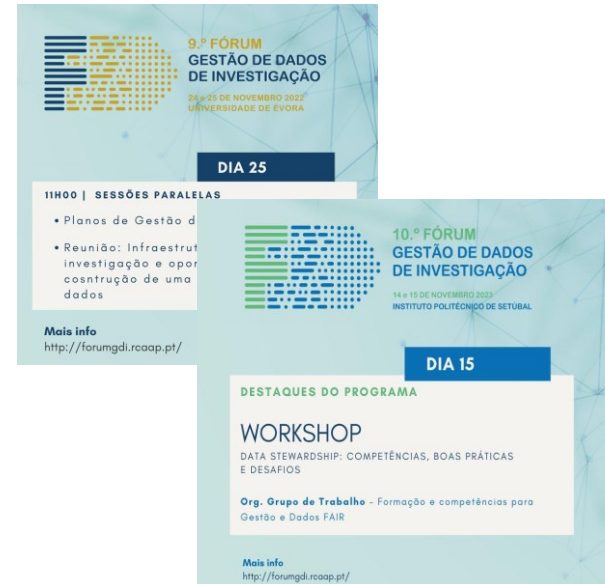 9.º FÓRUM
GESTÃO DE DADOS
DE INVESTIGAÇÃO
24 e 25 DE NOVEMBRO 2022
UNIVERSIDADE DE ÉVORA
DIA 25
11H00 | SESSÕES PARALELAS
• Planos de Gestão d
• Reunião: Infraestrut
investigação e opor
cosntrução de uma
dados
Mais info
http://forumgdi.rcaap.pt/
10.º FÓRUM
GESTÃO DE DADOS
DE INVESTIGAÇÃO
14 e 15 DE NOVEMBRO 2023
INSTITUTO POLITÉCNICO DE SETÚBAL
DIA 15
DESTAQUES DO PROGRAMA
WORKSHOP
DATA STEWARDSHIP: COMPETÊNCIAS, BOAS PRÁTICAS
E DESAFIOS
Org. Grupo de Trabalho – Formação e competências para
Gestão e Dados FAIR
Mais info
http://forumgdi.rcaap.pt/